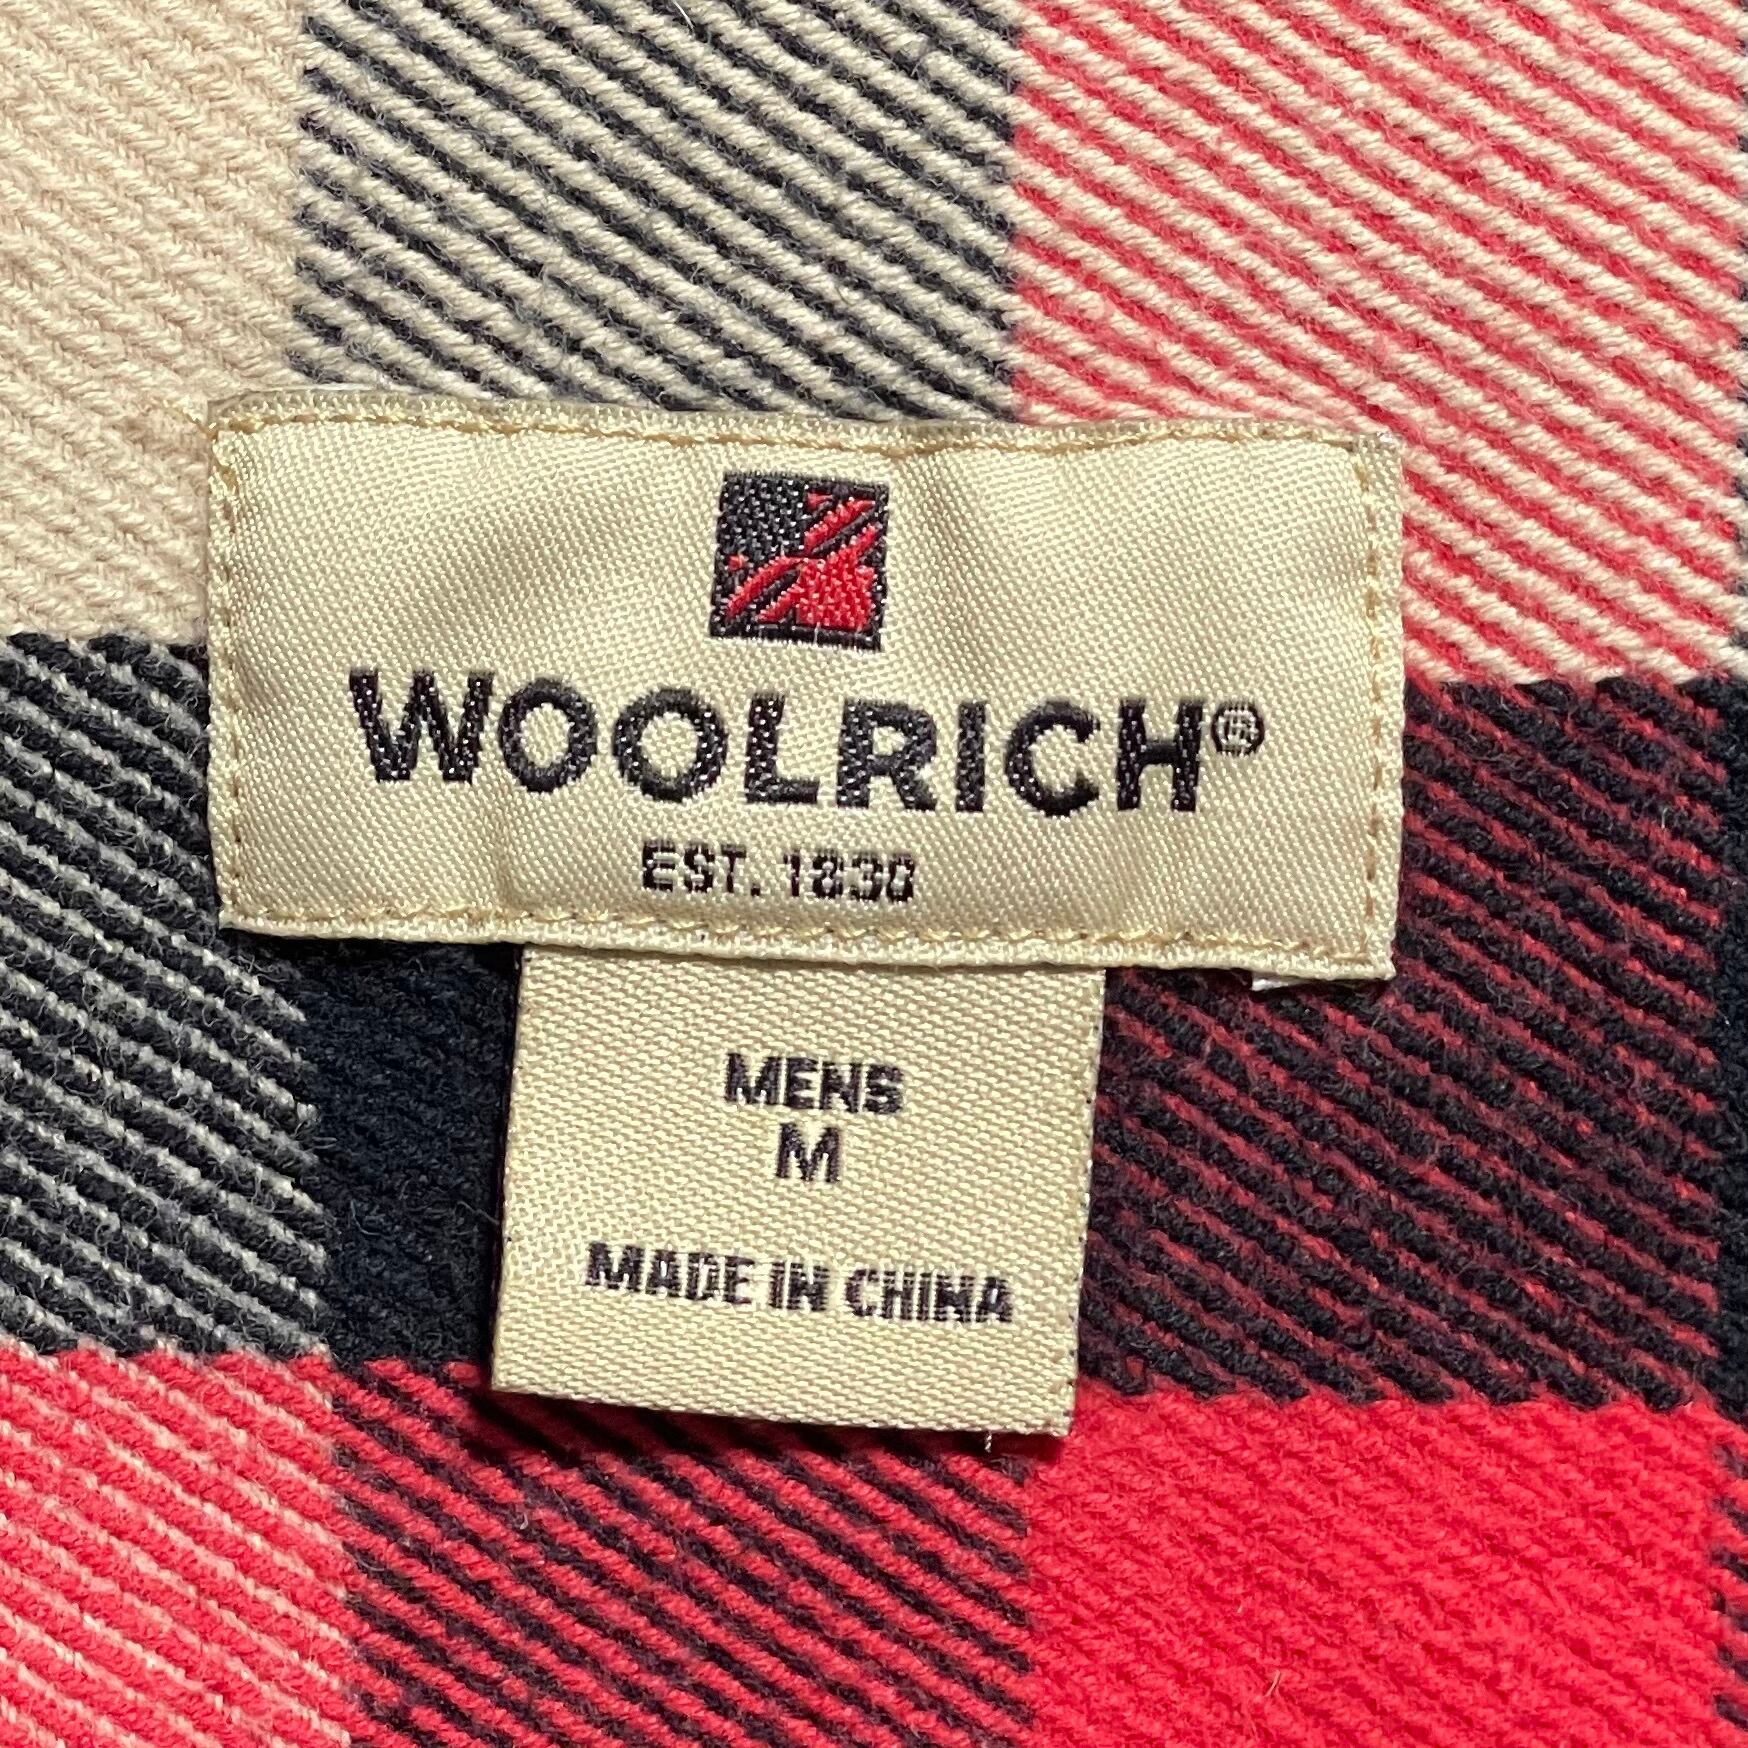 WOOLRICH®
EST. 1830
MENS
M
MADE IN CHINA